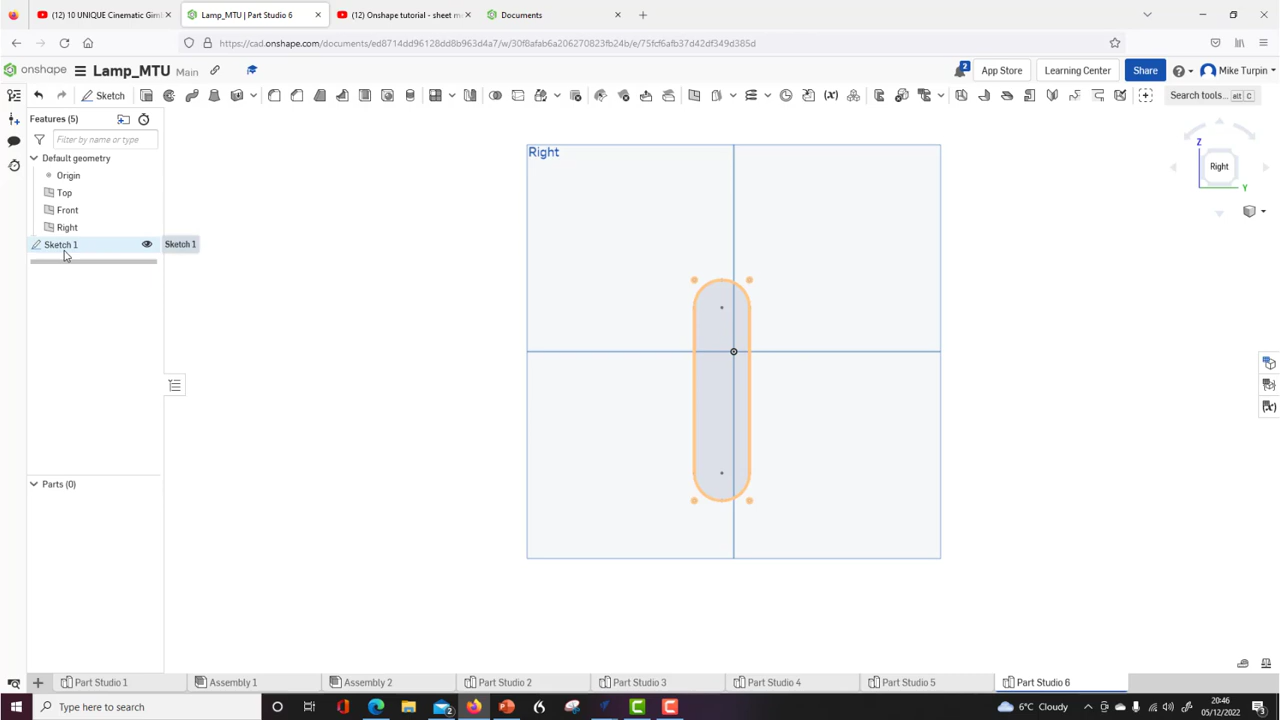 (12) 10 UNIQUE Cinematic Gim
Lamp_MTU | Part Studio 6
(12) Onshape tutorial - sheet m
Documents
https://cad.onshape.com/documents/ed8714dd96128dd8b963d4a7/w/30f8afab6a206270823fb24b/e/75fcf6afb37d42df349d385d
onshape
Lamp_MTU
Main
2
App Store
Learning Center
Share
Mike Turpin
Sketch
Search tools...
alt C
Features (5)
Filter by name or type
Default geometry
Origin
Top
Front
Right
Sketch 1
Sketch 1
Parts (0)
Right
Z
Right
Y
Part Studio 1
Assembly 1
Assembly 2
Part Studio 2
Part Studio 3
Part Studio 4
Part Studio 5
Part Studio 6
Type here to search
6°C Cloudy
20:46
05/12/2022